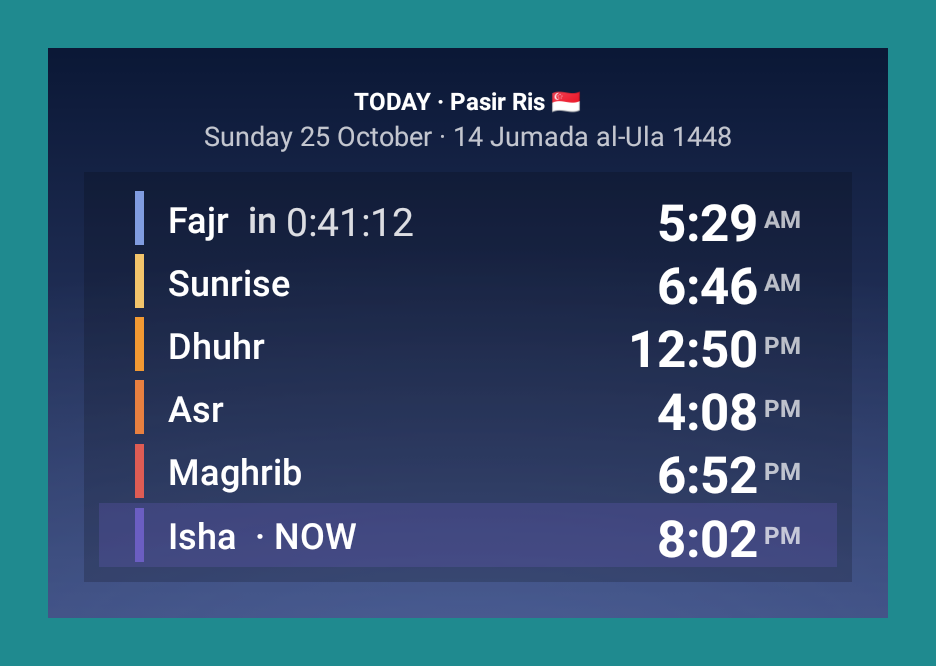 TODAY · Pasir Ris 🇸🇬
Sunday 25 October · 14 Jumada al-Ula 1448
Fajr in 0:41:12 5:29 AM
Sunrise 6:46 AM
Dhuhr 12:50 PM
Asr 4:08 PM
Maghrib 6:52 PM
Isha · NOW 8:02 PM